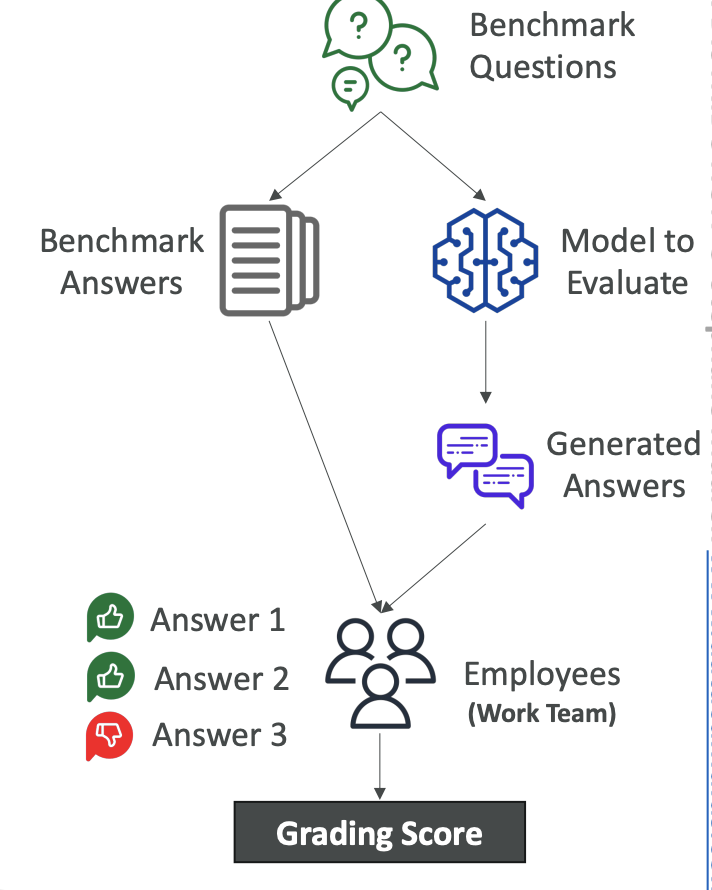 Benchmark
Questions
Benchmark
Answers
Model to
Evaluate
Generated
Answers
Answer 1
Answer 2
Answer 3
Employees
(Work Team)
Grading Score